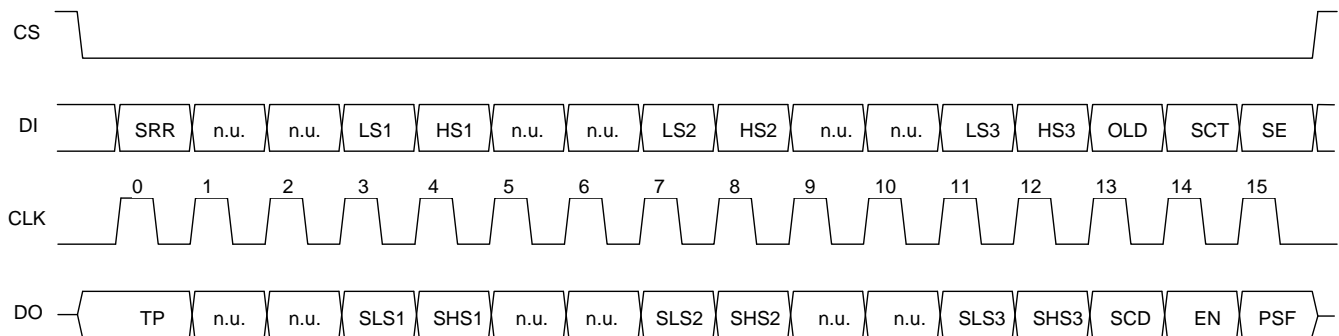 CS
DI SRR n.u. n.u. LS1 HS1 n.u. n.u. LS2 HS2 n.u. n.u. LS3 HS3 OLD SCT SE
0 1 2 3 4 5 6 7 8 9 10 11 12 13 14 15
CLK
DO TP n.u. n.u. SLS1 SHS1 n.u. n.u. SLS2 SHS2 n.u. n.u. SLS3 SHS3 SCD EN PSF